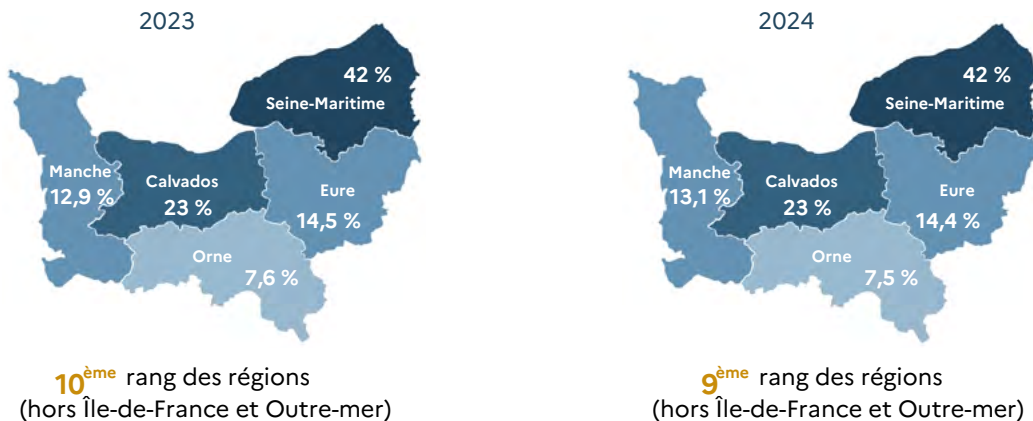 2023
42 %
Seine-Maritime
Manche
12,9 %
Calvados
23 %
Eure
14,5 %
Orne
7,6 %
10ème rang des régions
(hors Île-de-France et Outre-mer)
2024
42 %
Seine-Maritime
Manche
13,1 %
Calvados
23 %
Eure
14,4 %
Orne
7,5 %
9ème rang des régions
(hors Île-de-France et Outre-mer)